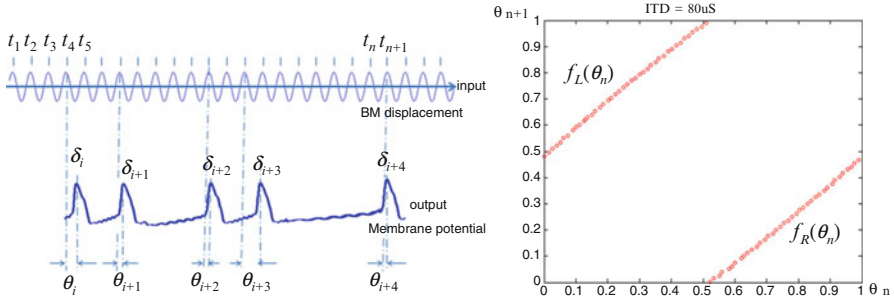 t₁ t₂ t₃ t₄ t₅
tₙ tₙ₊₁
input
BM displacement
δᵢ
δᵢ₊₁
δᵢ₊₂
δᵢ₊₃
δᵢ₊₄
output
Membrane potential
θᵢ
θᵢ₊₁
θᵢ₊₂
θᵢ₊₃
θᵢ₊₄
θₙ₊₁
ITD = 80uS
1
0.9
0.8
0.7
0.6
0.5
0.4
0.3
0.2
0.1
0
f_L(θₙ)
f_R(θₙ)
0 0.1 0.2 0.3 0.4 0.5 0.6 0.7 0.8 0.9 1
θₙ